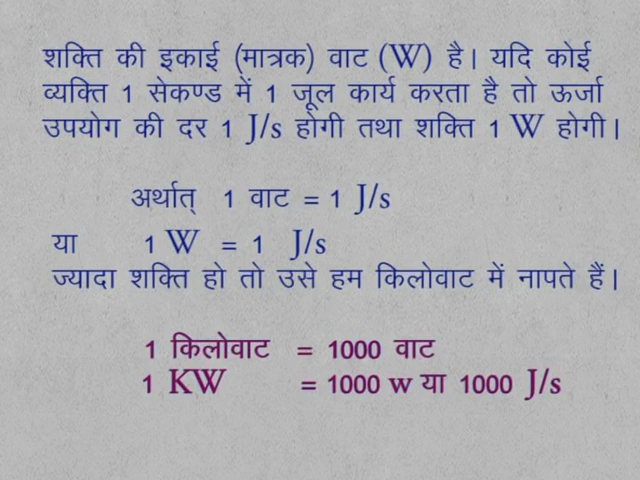 शक्ति की इकाई (मात्रक) वाट (W) है। यदि कोई
व्यक्ति 1 सेकण्ड में 1 जूल कार्य करता है तो ऊर्जा
उपयोग की दर 1 J/s होगी तथा शक्ति 1 W होगी।
अर्थात् 1 वाट = 1 J/s
या 1 W = 1 J/s
ज्यादा शक्ति हो तो उसे हम किलोवाट में नापते हैं।
1 किलोवाट = 1000 वाट
1 KW = 1000 w या 1000 J/s